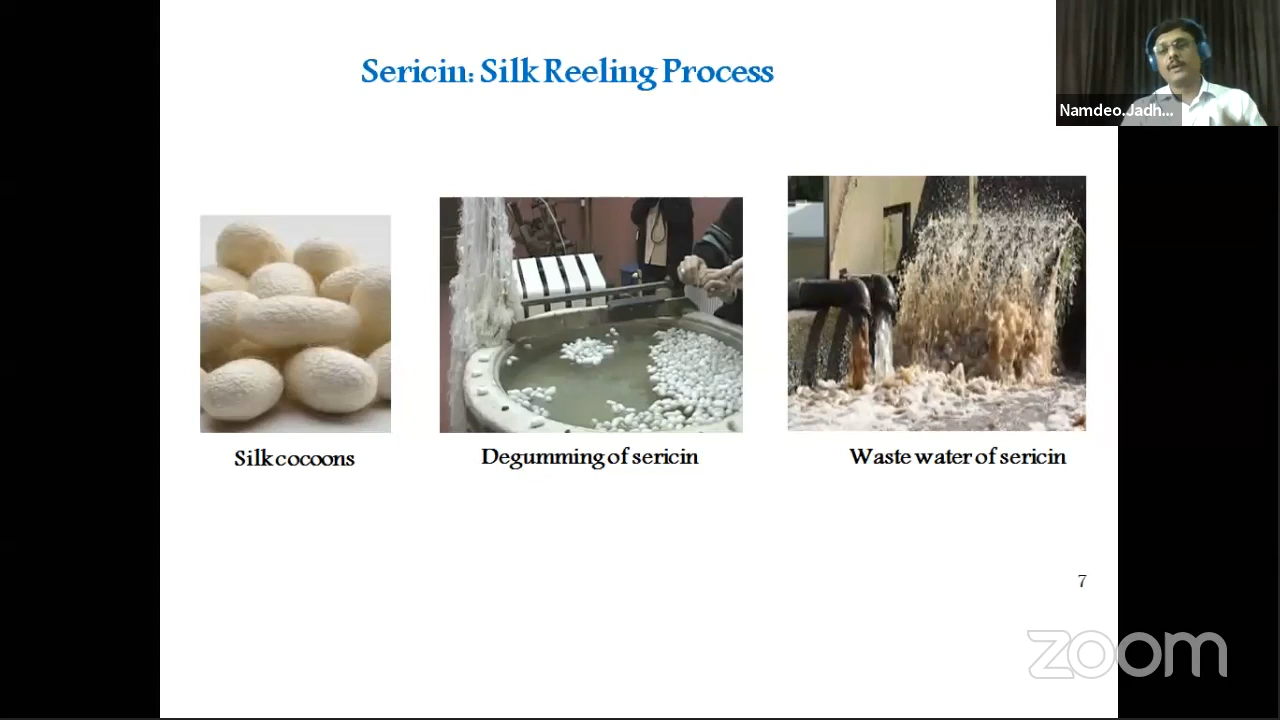 Sericin: Silk Reeling Process
Namdeo.Jadh...
Silk cocoons
Degumming of sericin
Waste water of sericin
7
zoom